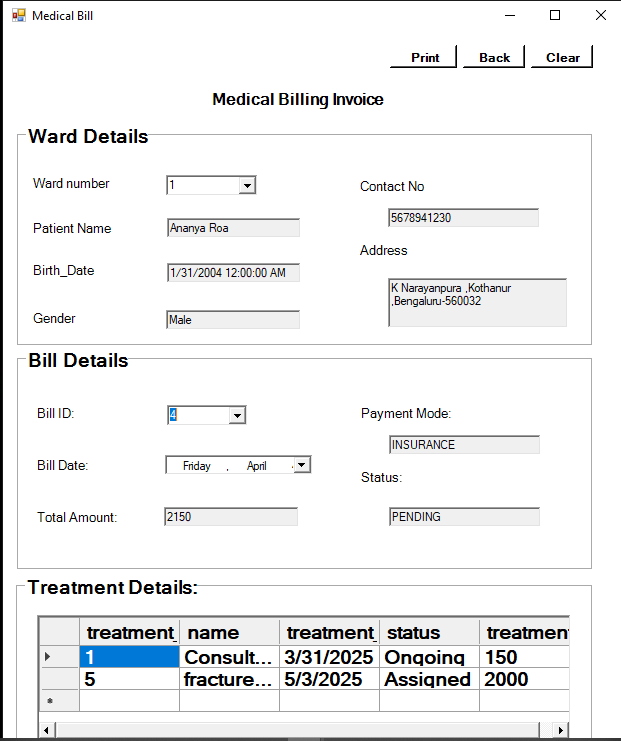 Medical Bill
Print Back Clear
Medical Billing Invoice
Ward Details
Ward number 1
Contact No
5678941230
Patient Name Ananya Roa
Address
Birth_Date 1/31/2004 12:00:00 AM
K Narayanpura ,Kothanur
,Bengaluru-560032
Gender Male
Bill Details
Bill ID: 4
Payment Mode:
INSURANCE
Bill Date: Friday , April
Status:
Total Amount: 2150
PENDING
Treatment Details:
treatment_ name treatment_ status treatmen
1 Consult... 3/31/2025 Ongoing 150
5 fracture... 5/3/2025 Assigned 2000